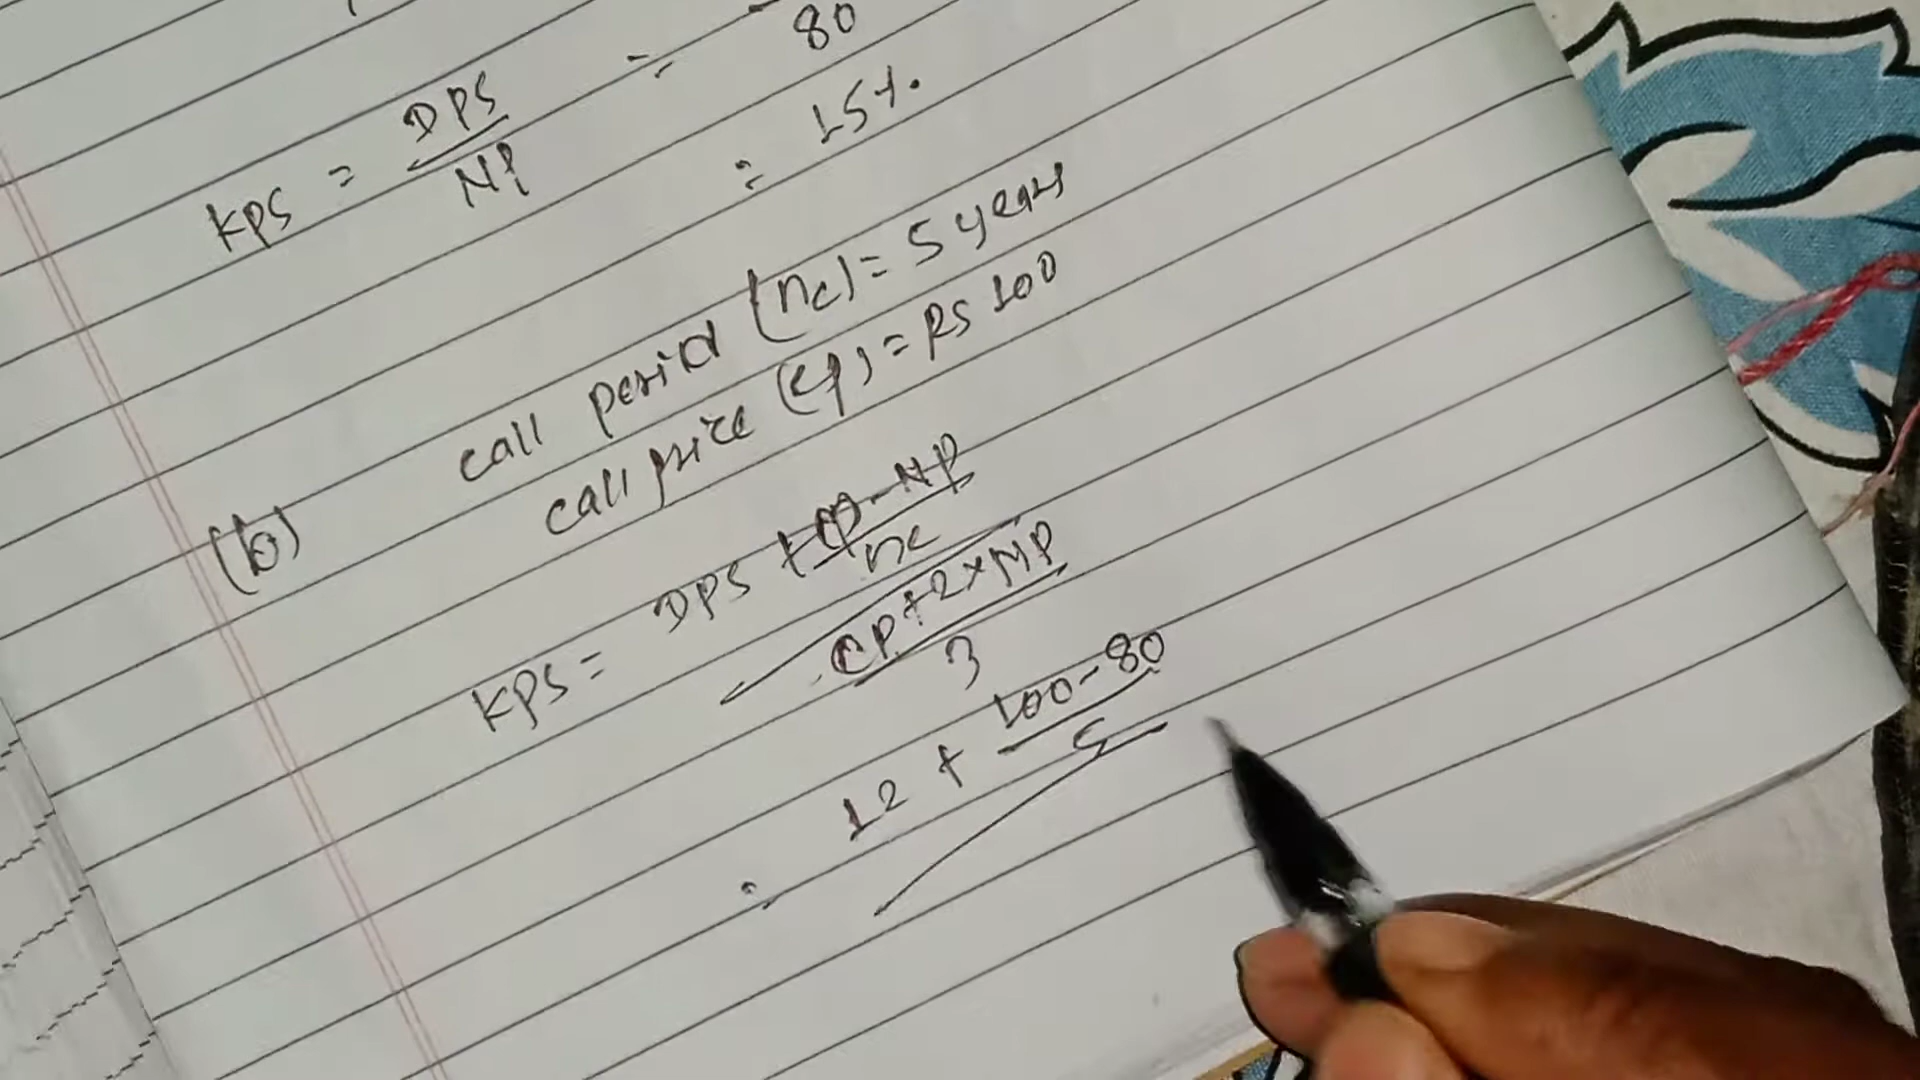 KPS = DPS / NP = 80
= 15%.
(b) call period (nc) = 5 years
call price (CP) = RS 100
KPS = DPS + CP - NP / nc
CP + 2 × NP / 3
= 12 + 100 - 80 / 5